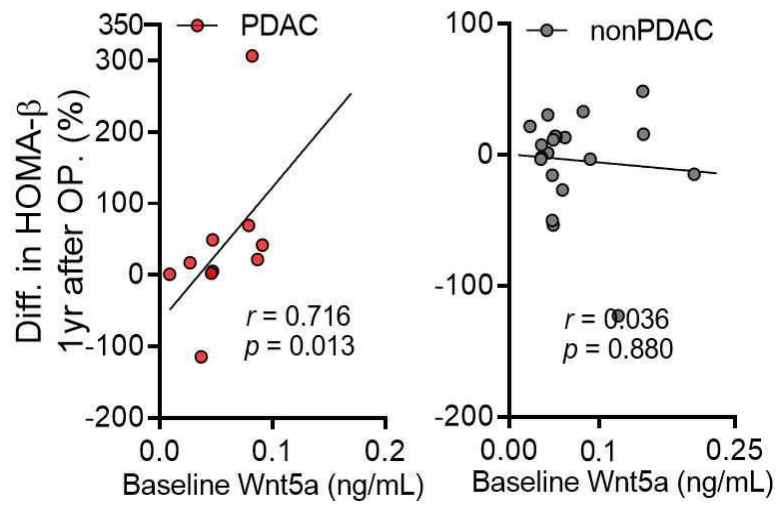 PDAC
Diff. in HOMA-β
1yr after OP. (%)
350
300
200
100
0
-100
-200
r = 0.716
p = 0.013
0.0 0.1 0.2
Baseline Wnt5a (ng/mL)
nonPDAC
100
0
-100
-200
r = 0.036
p = 0.880
0.00 0.1 0.25
Baseline Wnt5a (ng/mL)